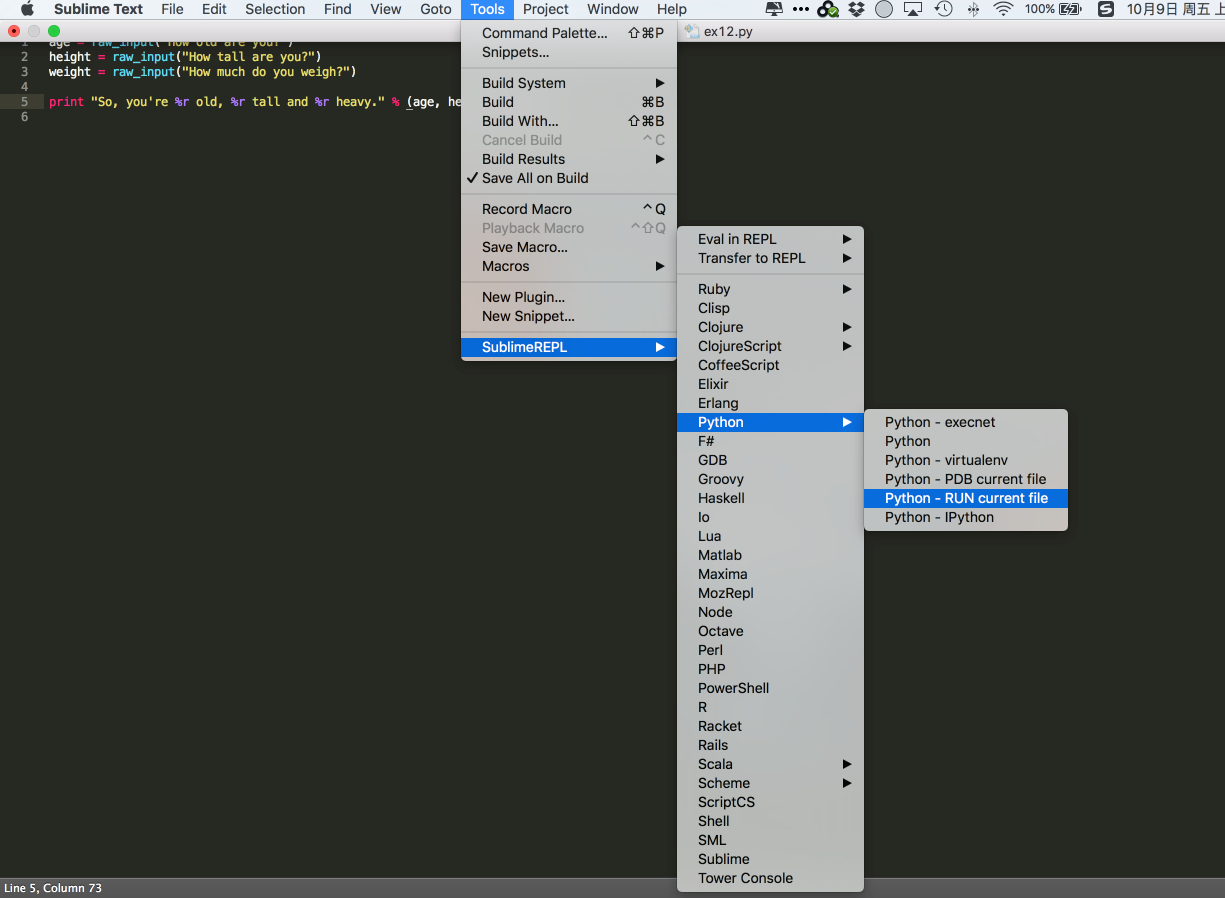 Sublime Text File Edit Selection Find View Goto Tools Project Window Help 100% 10月9日 周五 上
ex12.py
1 age = raw_input("How old are you?")
2 height = raw_input("How tall are you?")
3 weight = raw_input("How much do you weigh?")
4
5 print "So, you're %r old, %r tall and %r heavy." % (age, he
6
Command Palette... ⇧⌘P
Snippets...
Build System
Build ⌘B
Build With... ⇧⌘B
Cancel Build ^C
Build Results
✓ Save All on Build
Record Macro ^Q
Playback Macro ^⇧Q
Save Macro...
Macros
New Plugin...
New Snippet...
SublimeREPL
Eval in REPL
Transfer to REPL
Ruby
Clisp
Clojure
ClojureScript
CoffeeScript
Elixir
Erlang
Python
F#
GDB
Groovy
Haskell
Io
Lua
Matlab
Maxima
MozRepl
Node
Octave
Perl
PHP
PowerShell
R
Racket
Rails
Scala
Scheme
ScriptCS
Shell
SML
Sublime
Tower Console
Python - execnet
Python
Python - virtualenv
Python - PDB current file
Python - RUN current file
Python - IPython
Line 5, Column 73